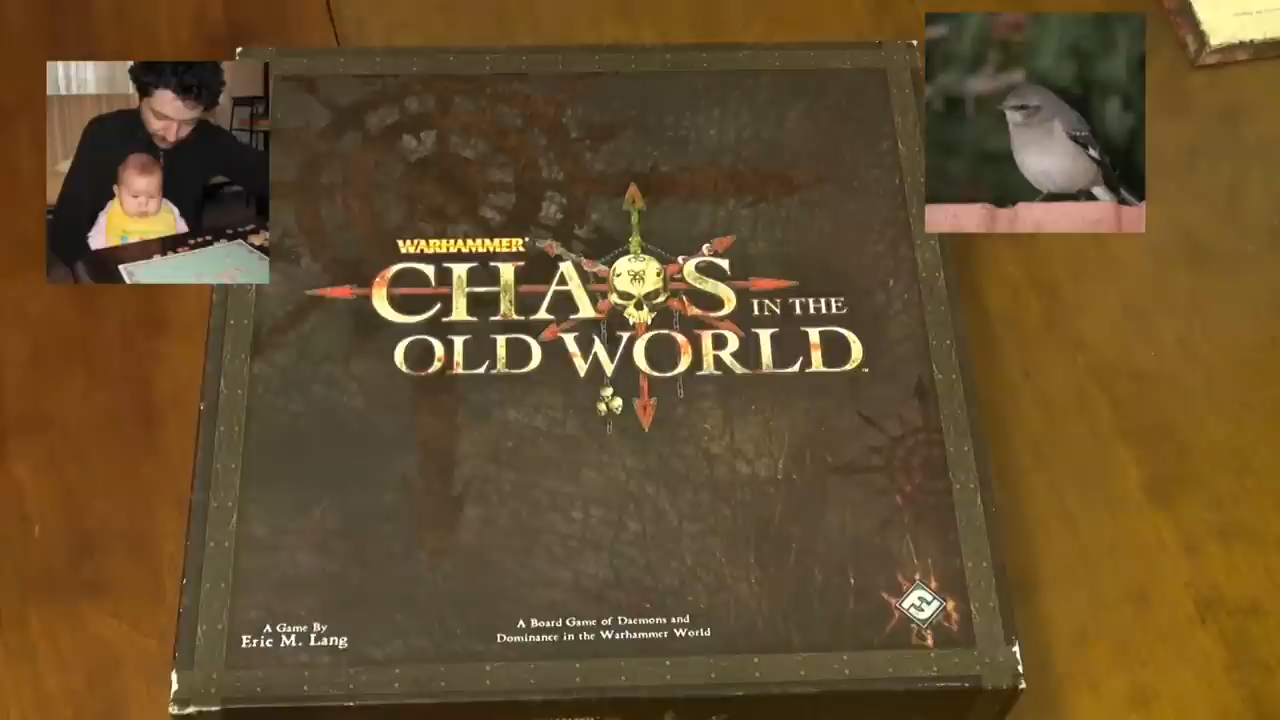 WARHAMMER
CHAOS IN THE
OLD WORLD
A Game By
Eric M. Lang
A Board Game of Daemons and
Dominance in the Warhammer World